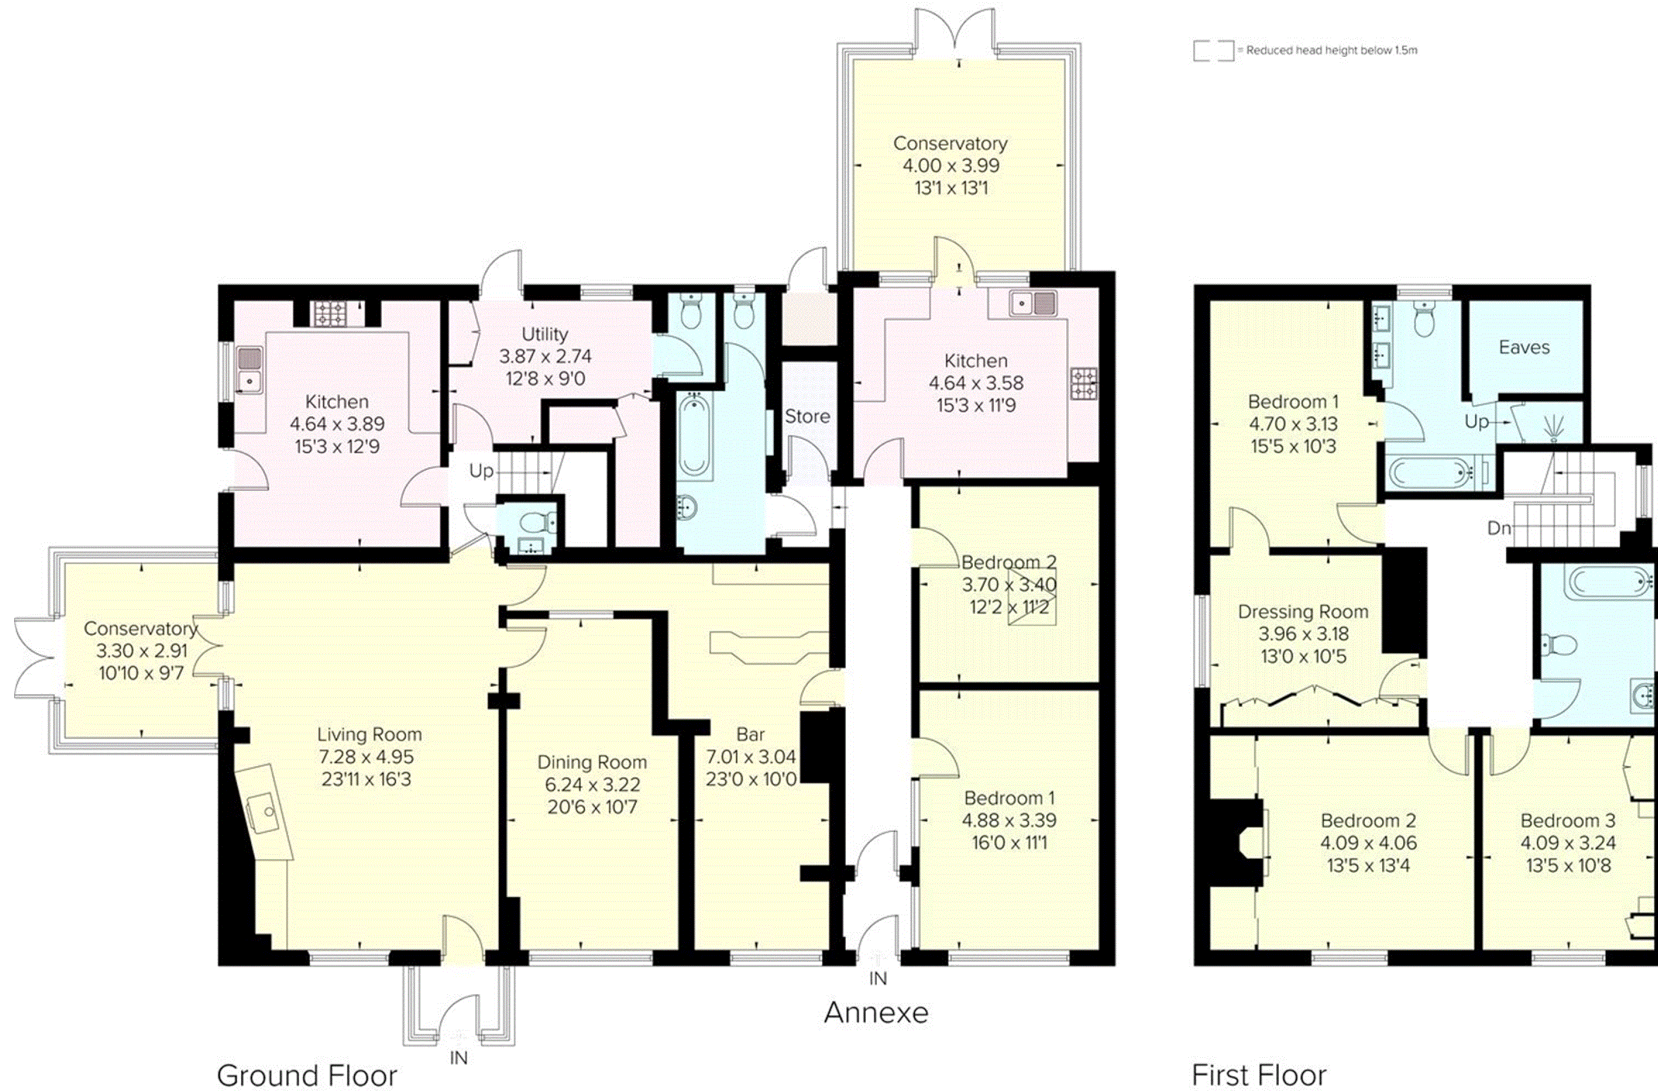 = Reduced head height below 1.5m
Conservatory
4.00 x 3.99
13'1 x 13'1
Utility
3.87 x 2.74
12'8 x 9'0
Kitchen
4.64 x 3.89
15'3 x 12'9
Kitchen
4.64 x 3.58
15'3 x 11'9
Store
Up
Bedroom 2
3.70 x 3.40
12'2 x 11'2
Conservatory
3.30 x 2.91
10'10 x 9'7
Living Room
7.28 x 4.95
23'11 x 16'3
Dining Room
6.24 x 3.22
20'6 x 10'7
Bar
7.01 x 3.04
23'0 x 10'0
Bedroom 1
4.88 x 3.39
16'0 x 11'1
IN
Annexe
IN
Ground Floor
Eaves
Bedroom 1
4.70 x 3.13
15'5 x 10'3
Up
Dn
Dressing Room
3.96 x 3.18
13'0 x 10'5
Bedroom 2
4.09 x 4.06
13'5 x 13'4
Bedroom 3
4.09 x 3.24
13'5 x 10'8
First Floor